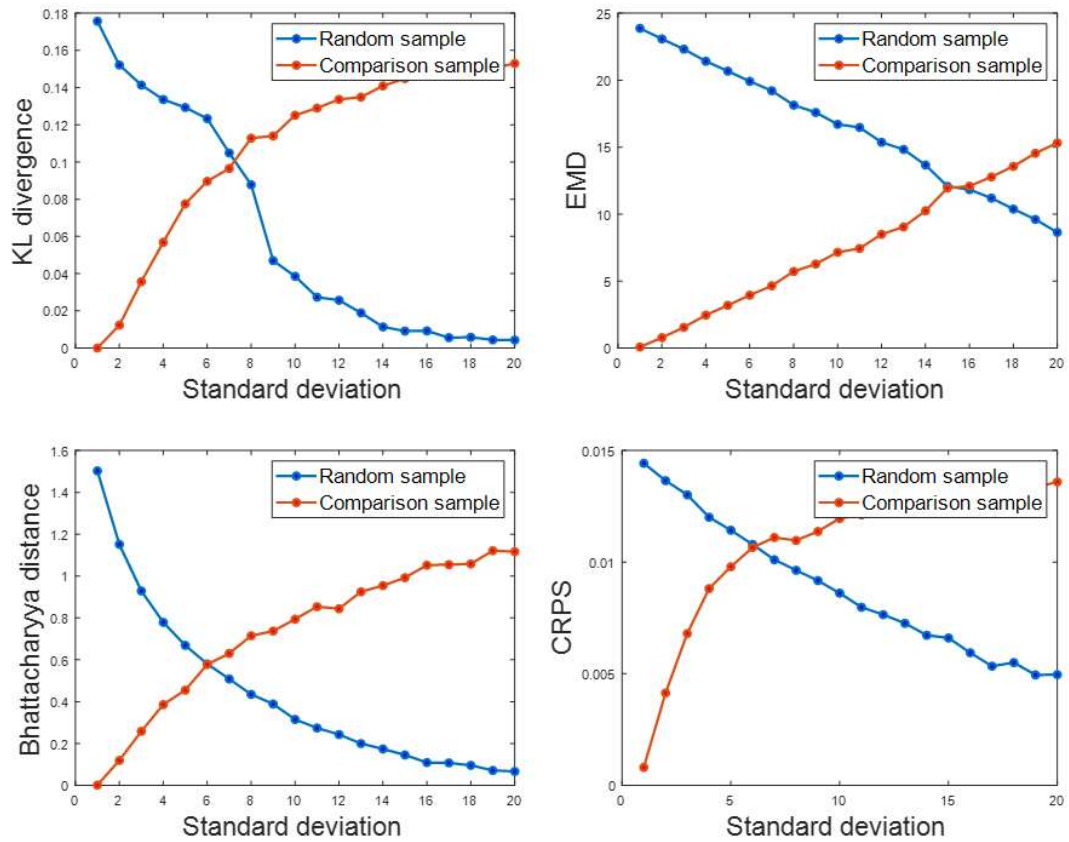 KL divergence
0.18
0.16
0.14
0.12
0.1
0.08
0.06
0.04
0.02
0
Random sample
Comparison sample
0 2 4 6 8 10 12 14 16 18 20
Standard deviation
EMD
25
20
15
10
5
0
Random sample
Comparison sample
0 2 4 6 8 10 12 14 16 18 20
Standard deviation
Bhattacharyya distance
1.6
1.4
1.2
1
0.8
0.6
0.4
0.2
0
Random sample
Comparison sample
0 2 4 6 8 10 12 14 16 18 20
Standard deviation
CRPS
0.015
0.01
0.005
0
Random sample
Comparison sample
0 5 10 15 20
Standard deviation